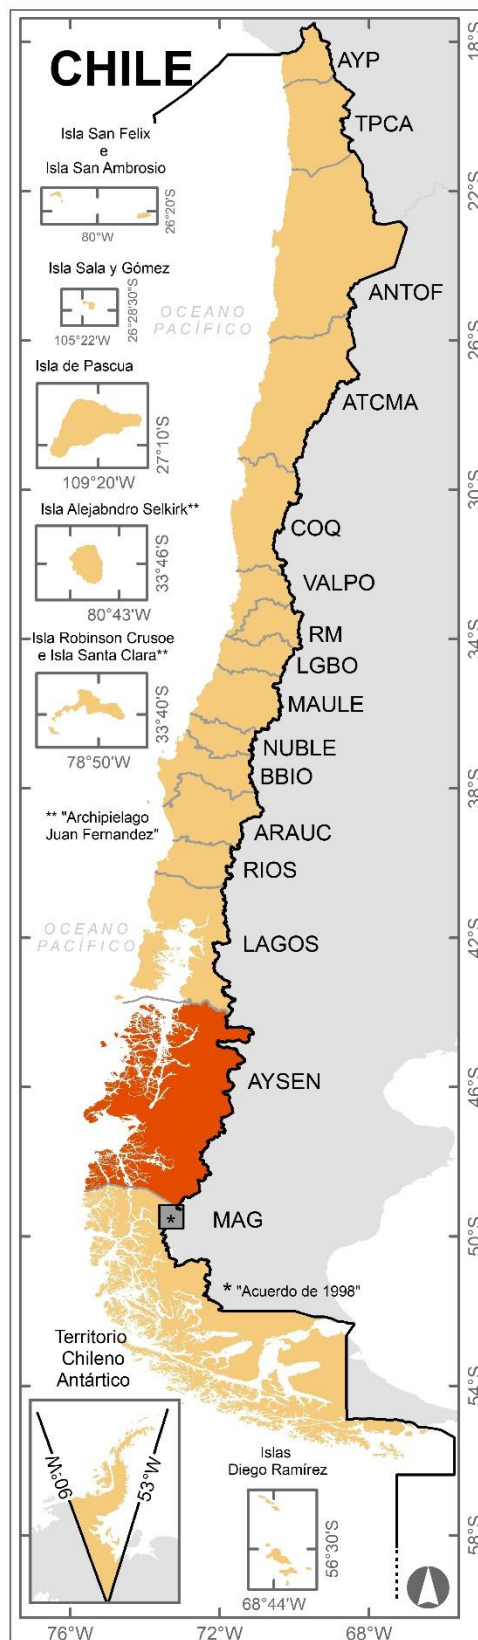 CHILE
Isla San Felix
e
Isla San Ambrosio
80°W
26°20'S
Isla Sala y Gómez
105°22'W
26°28'30"S
OCEANO
PACÍFICO
Isla de Pascua
109°20'W
27°10'S
Isla Alejabndro Selkirk**
80°43'W
33°46'S
Isla Robinson Crusoe
e Isla Santa Clara**
78°50'W
33°40'S
** "Archipielago
Juan Fernandez"
OCEANO
PACÍFICO
AYP
TPCA
ANTOF
ATCMA
COQ
VALPO
RM
LGBO
MAULE
NUBLE
BBIO
ARAUC
RIOS
LAGOS
AYSEN
MAG
*
* "Acuerdo de 1998"
Territorio
Chileno
Antártico
90°W
53°W
Islas
Diego Ramírez
68°44'W
56°30'S
18°S
22°S
26°S
30°S
34°S
38°S
42°S
46°S
50°S
54°S
58°S
76°W
72°W
68°W